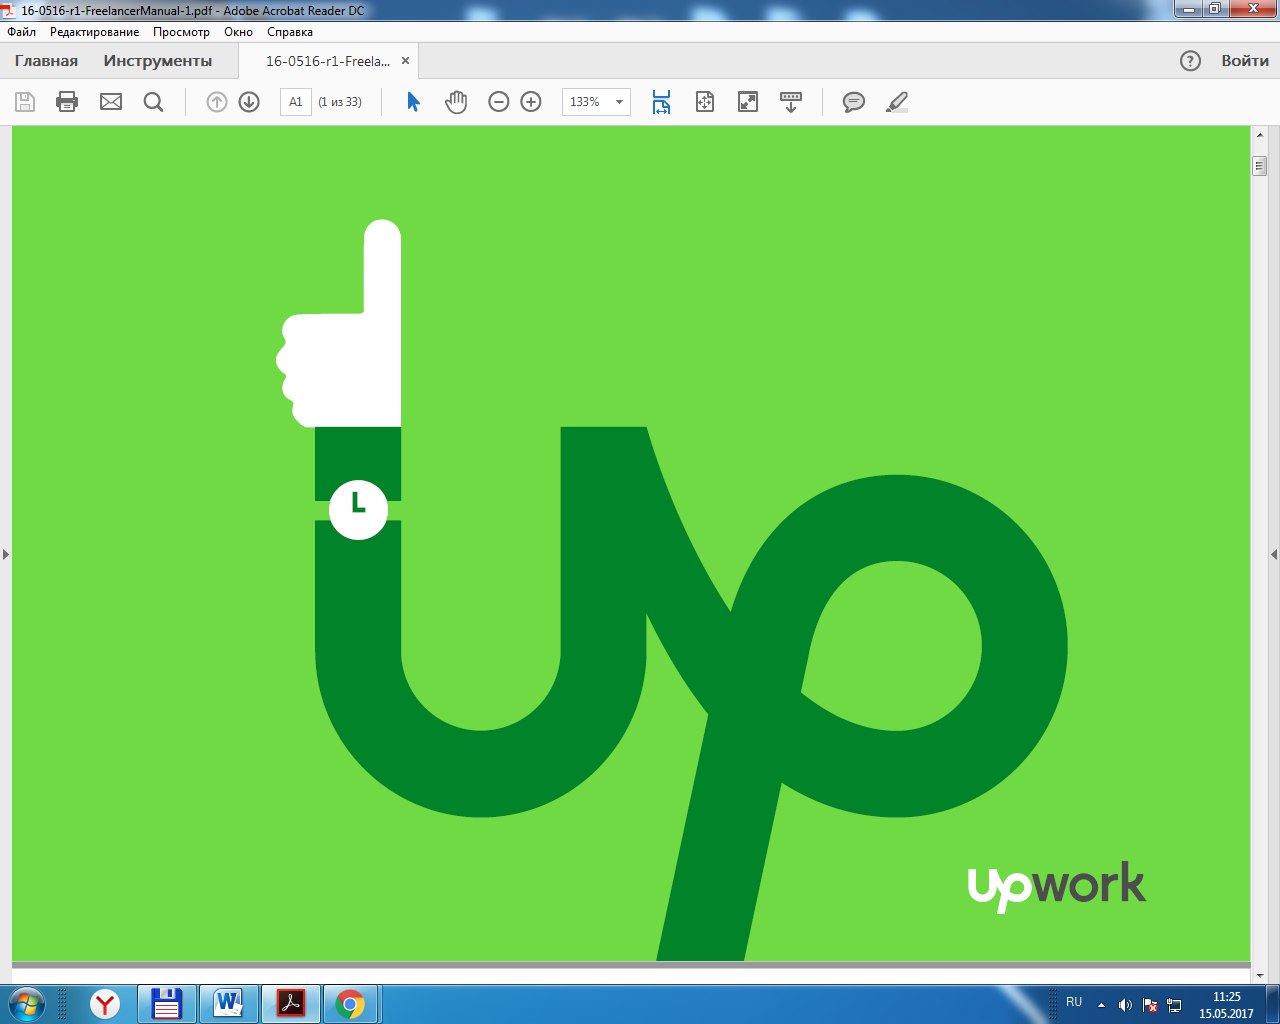 16-0516-r1-FreelancerManual-1.pdf - Adobe Acrobat Reader DC
Файл Редактирование Просмотр Окно Справка
Главная Инструменты 16-0516-r1-Freela... × ? Войти
A1 (1 из 33) 133%
up
upwork
RU 11:25
15.05.2017